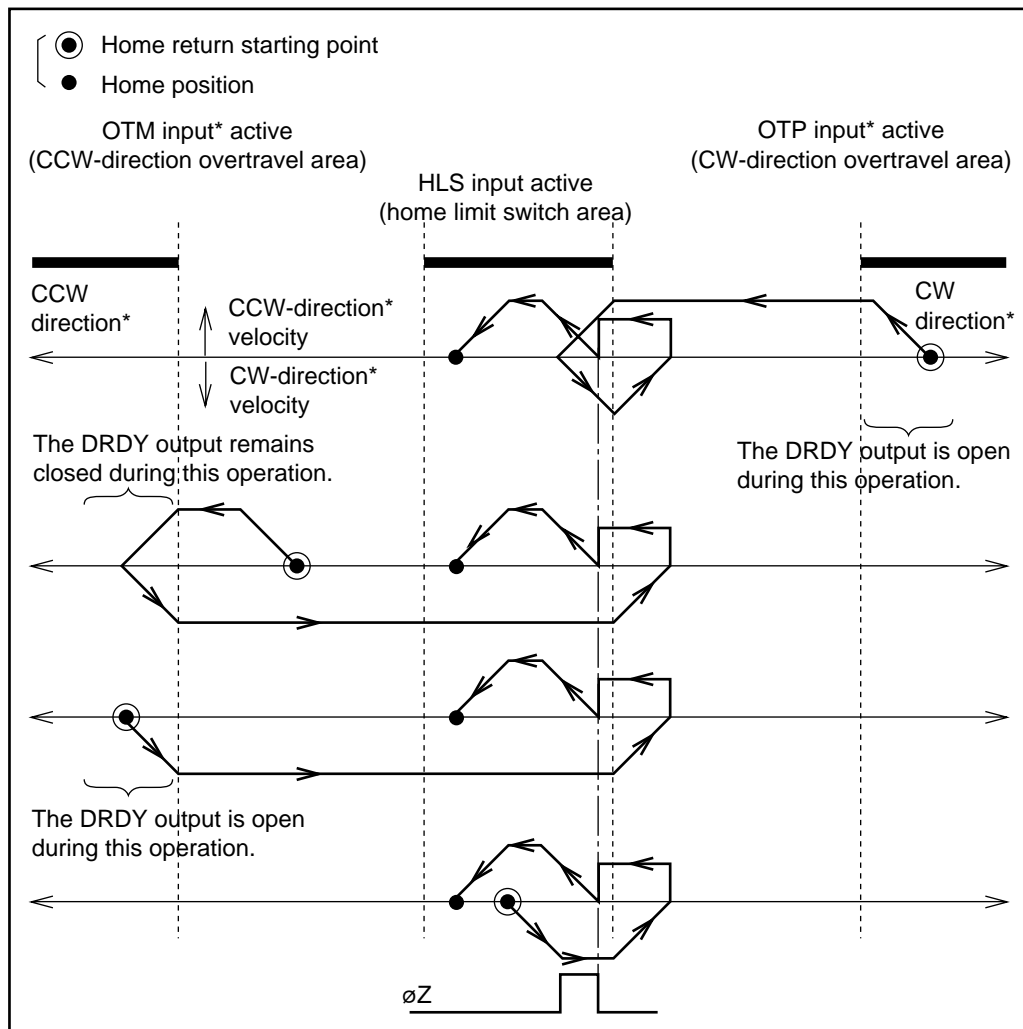 Home return starting point
Home position
OTM input* active
(CCW-direction overtravel area)
OTP input* active
(CW-direction overtravel area)
HLS input active
(home limit switch area)
CCW
direction*
CCW-direction*
velocity
CW
direction*
CW-direction*
velocity
The DRDY output remains
closed during this operation.
The DRDY output is open
during this operation.
The DRDY output is open
during this operation.
øZ